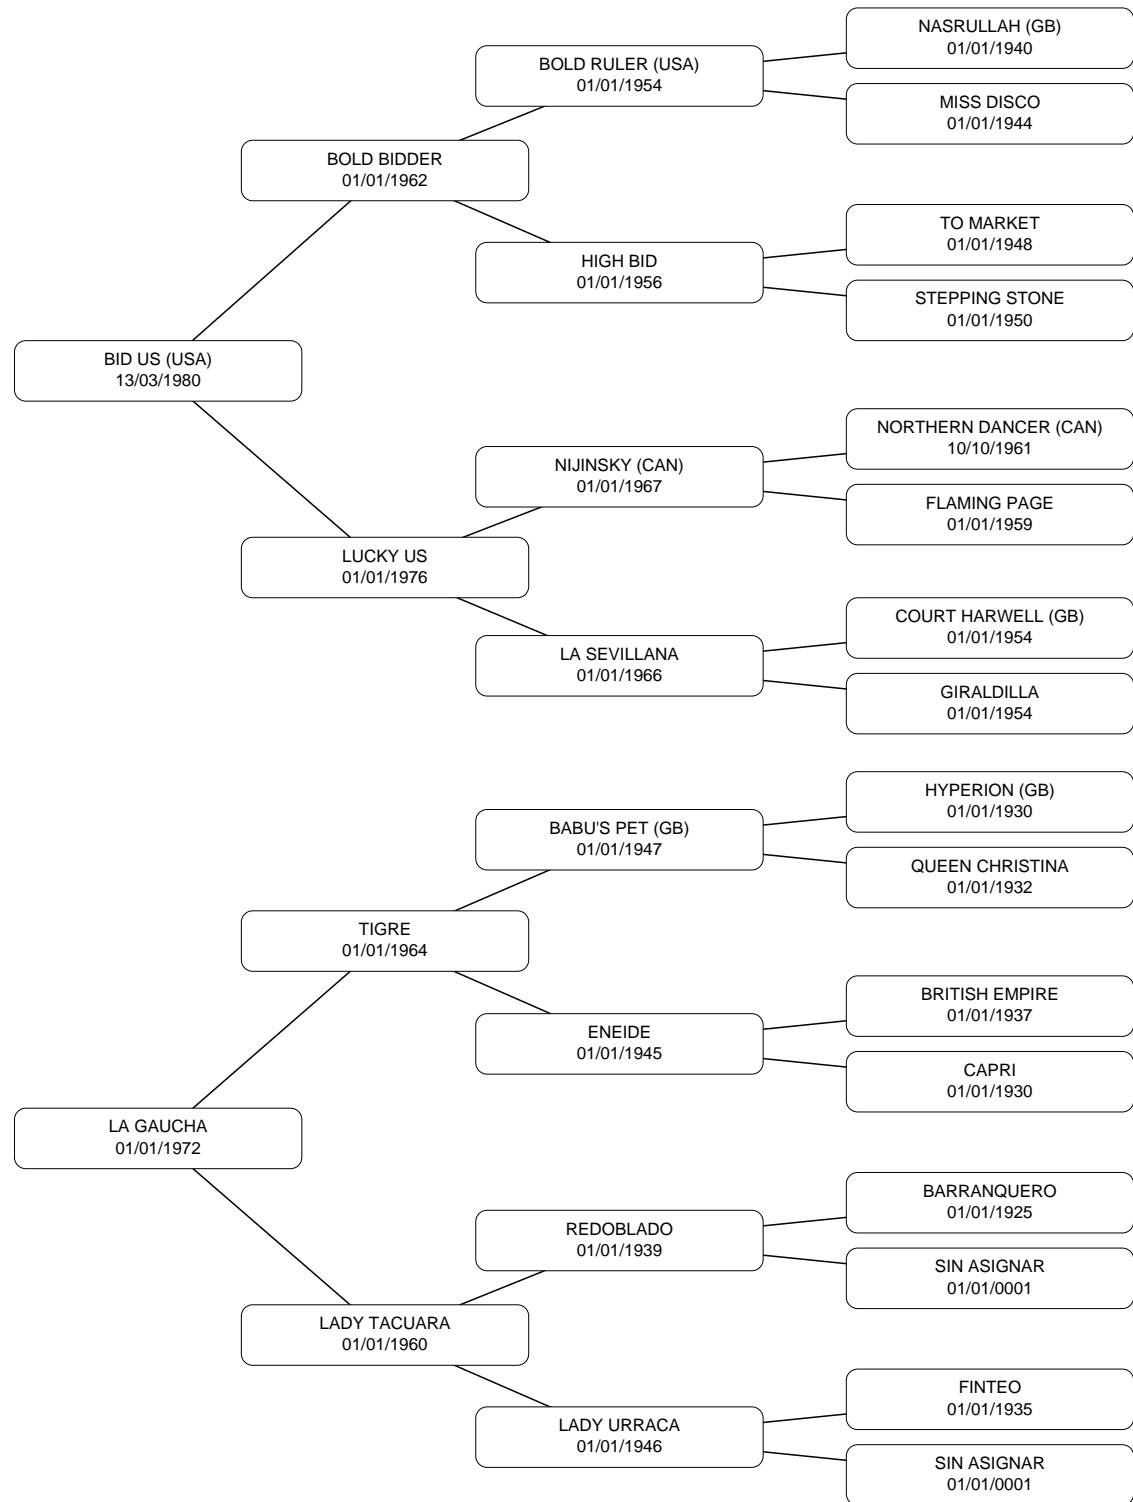 NASRULLAH (GB)
01/01/1940
BOLD RULER (USA)
01/01/1954
MISS DISCO
01/01/1944
BOLD BIDDER
01/01/1962
TO MARKET
01/01/1948
HIGH BID
01/01/1956
STEPPING STONE
01/01/1950
BID US (USA)
13/03/1980
NORTHERN DANCER (CAN)
10/10/1961
NIJINSKY (CAN)
01/01/1967
FLAMING PAGE
01/01/1959
LUCKY US
01/01/1976
COURT HARWELL (GB)
01/01/1954
LA SEVILLANA
01/01/1966
GIRALDILLA
01/01/1954
HYPERION (GB)
01/01/1930
BABU'S PET (GB)
01/01/1947
QUEEN CHRISTINA
01/01/1932
TIGRE
01/01/1964
BRITISH EMPIRE
01/01/1937
ENEIDE
01/01/1945
CAPRI
01/01/1930
LA GAUCHA
01/01/1972
BARRANQUERO
01/01/1925
REDOBLADO
01/01/1939
SIN ASIGNAR
01/01/0001
LADY TACUARA
01/01/1960
FINTEO
01/01/1935
LADY URRACA
01/01/1946
SIN ASIGNAR
01/01/0001